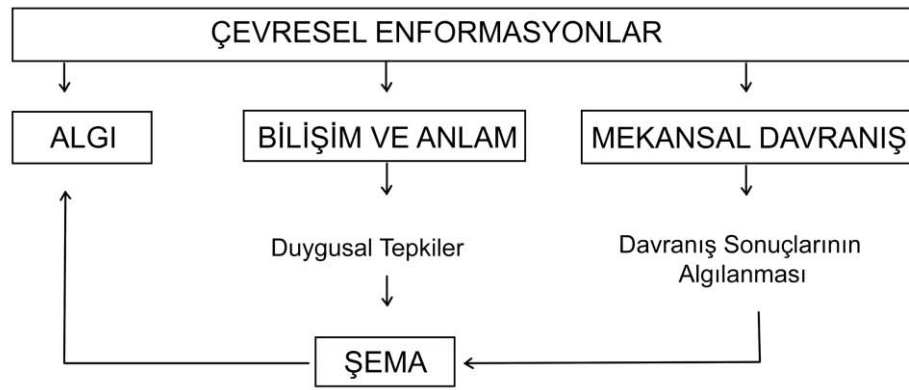 ÇEVRESEL ENFORMASYONLAR
ALGI
BİLİŞİM VE ANLAM
MEKANSAL DAVRANIŞ
Duygusal Tepkiler
Davranış Sonuçlarının
Algılanması
ŞEMA